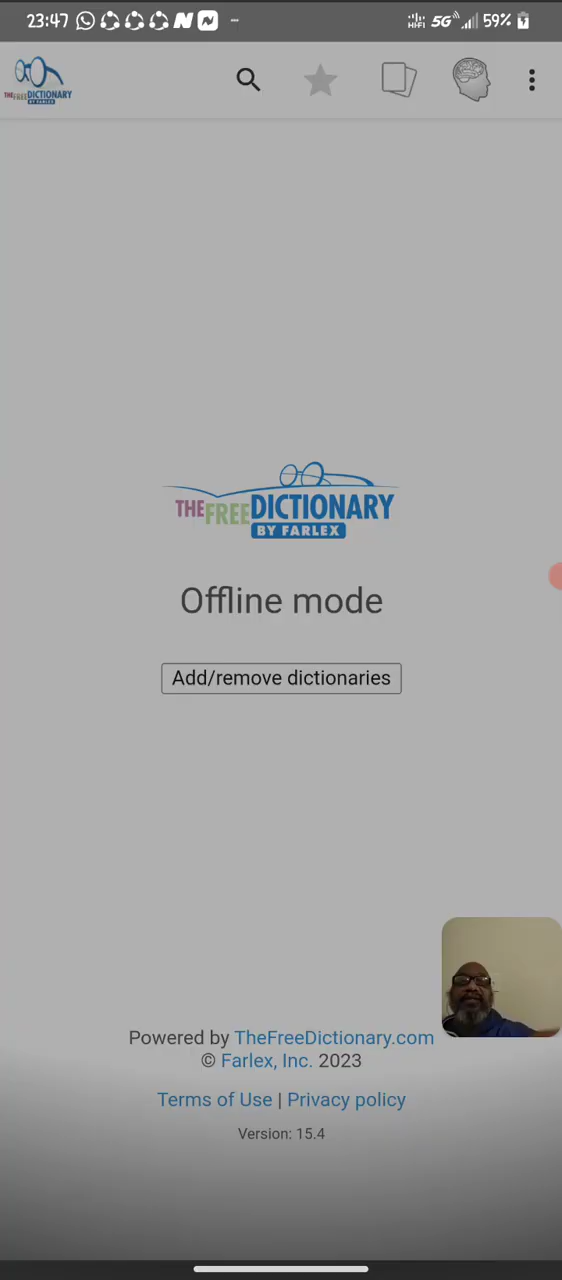 23:47
5G 59%
THE FREE DICTIONARY
BY FARLEX
THE FREE DICTIONARY
BY FARLEX
Offline mode
Add/remove dictionaries
Powered by TheFreeDictionary.com
© Farlex, Inc. 2023
Terms of Use | Privacy policy
Version: 15.4